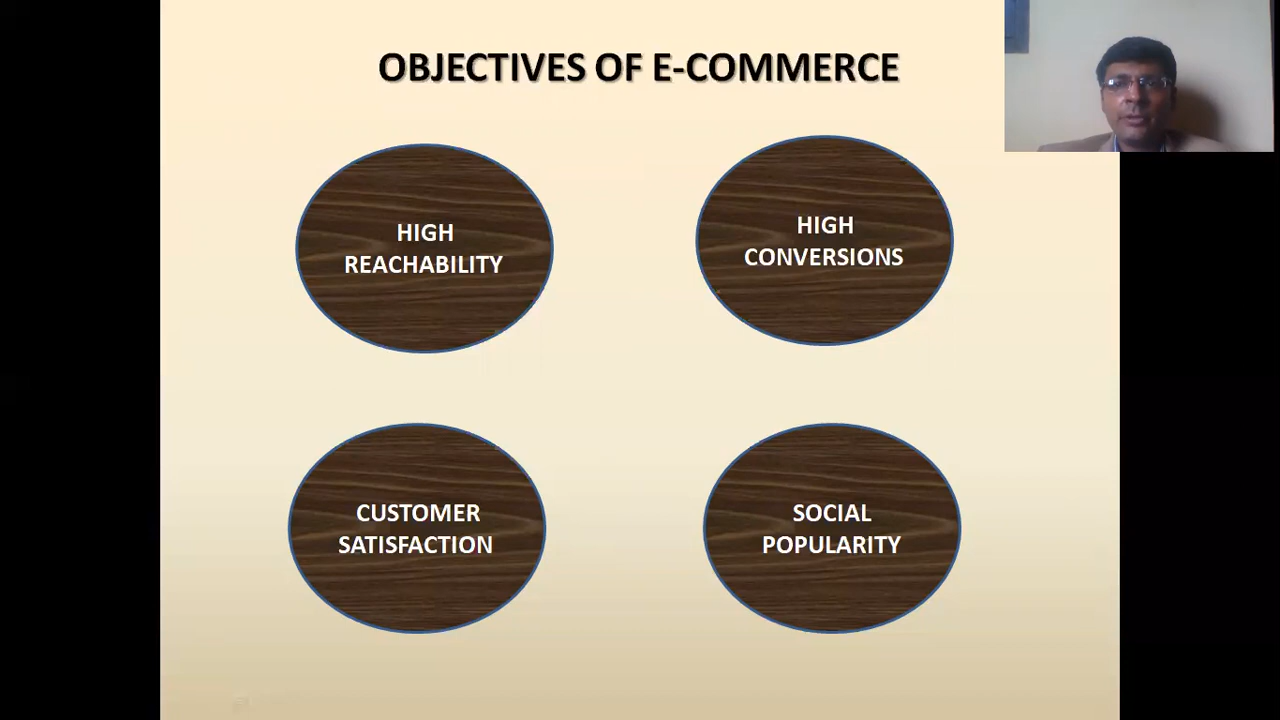 OBJECTIVES OF E-COMMERCE
HIGH
REACHABILITY
HIGH
CONVERSIONS
CUSTOMER
SATISFACTION
SOCIAL
POPULARITY